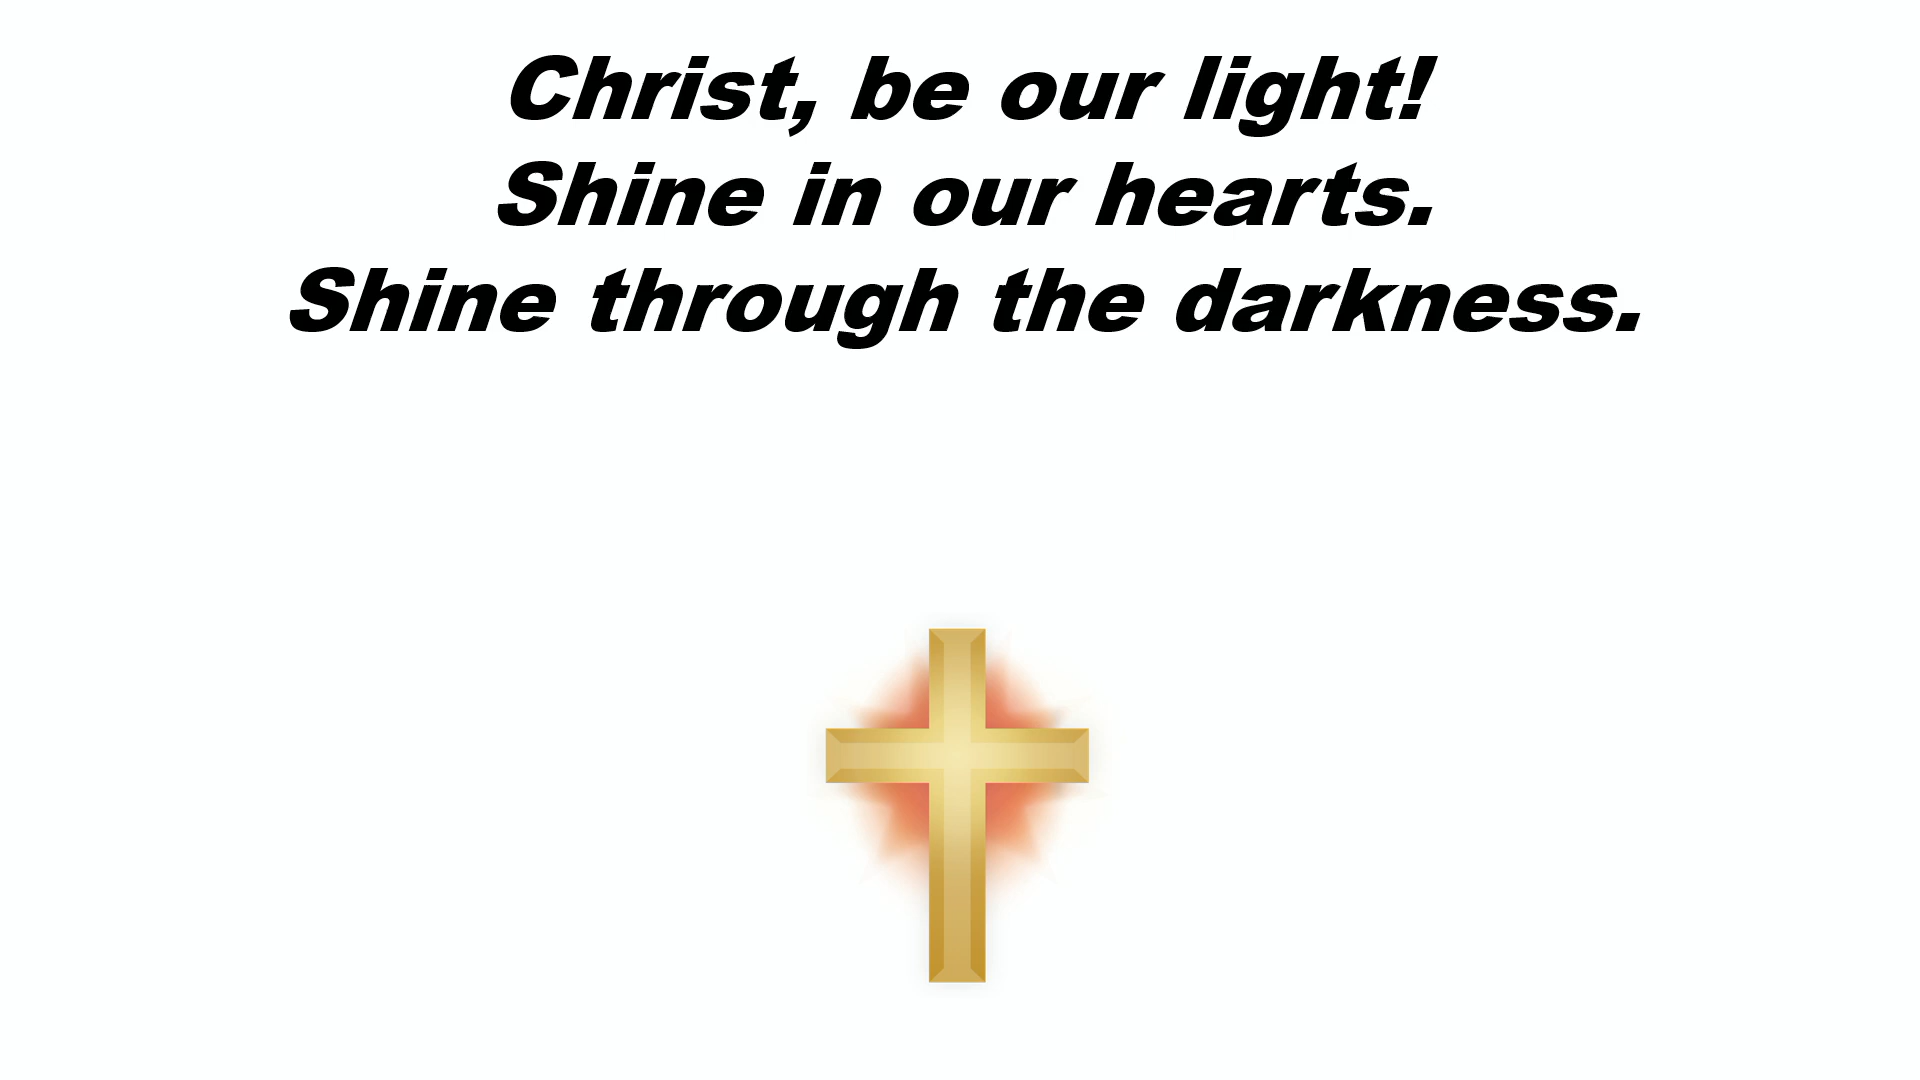 Christ, be our light!
Shine in our hearts.
Shine through the darkness.